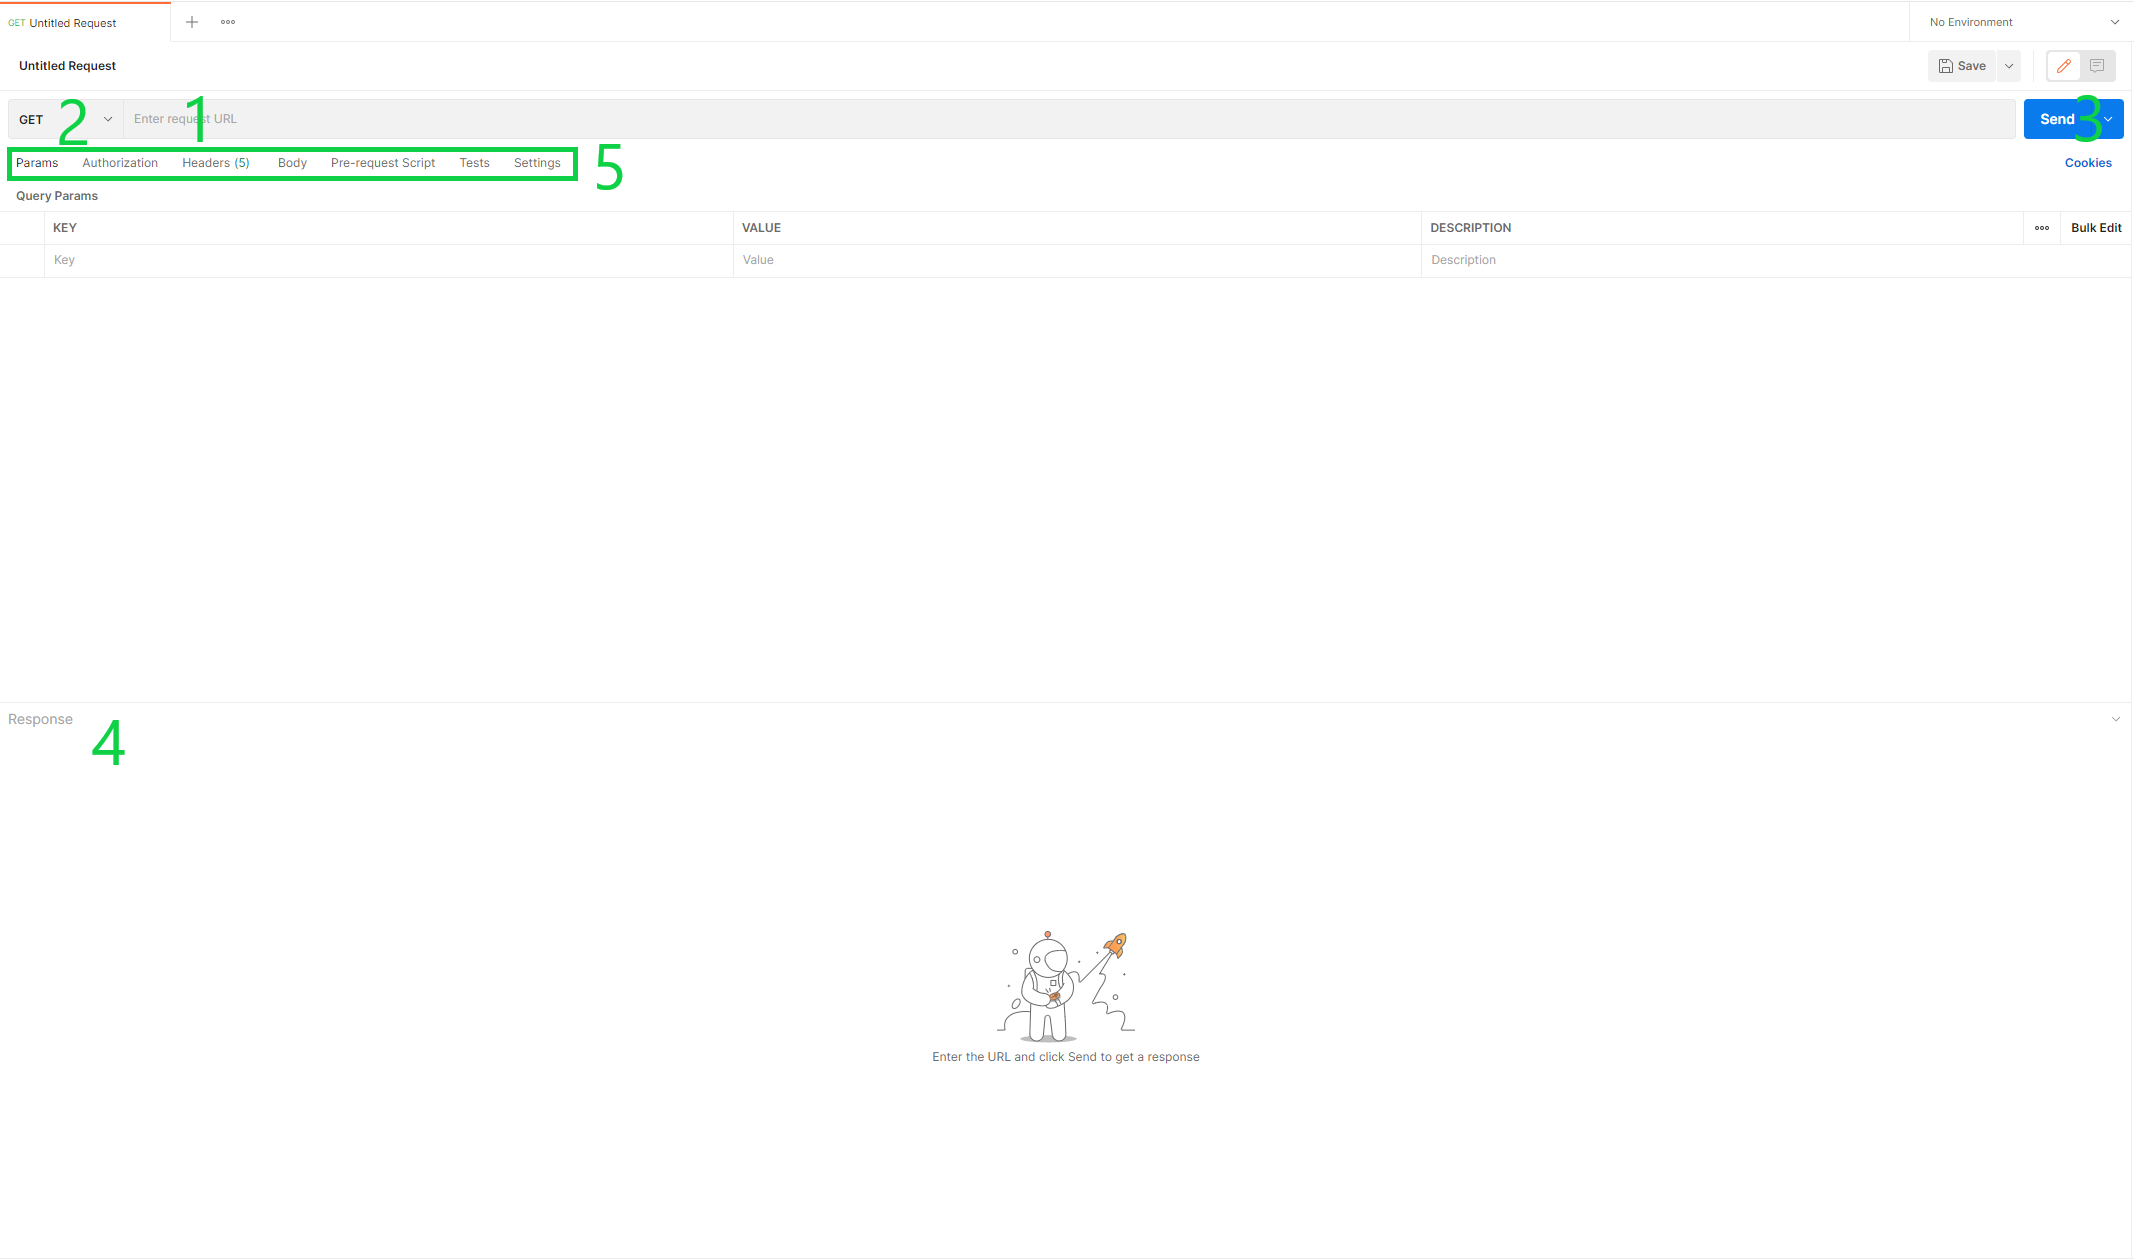 GET Untitled Request No Environment
Untitled Request Save
GET 2 Enter request URL 1 Send 3
Params Authorization Headers (5) Body Pre-request Script Tests Settings 5 Cookies
Query Params
KEY VALUE DESCRIPTION Bulk Edit
Key Value Description
Response
4
Enter the URL and click Send to get a response